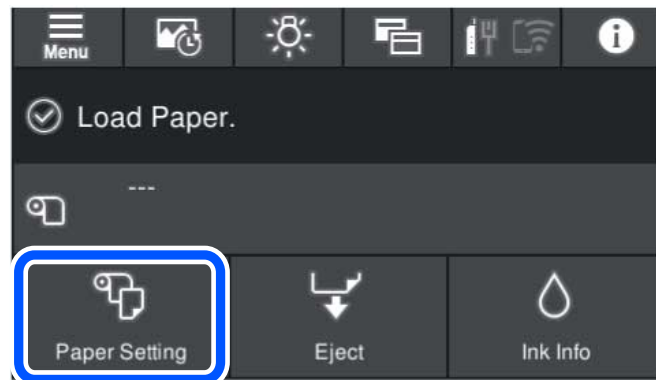 Menu
Load Paper.
---
Paper Setting
Eject
Ink Info